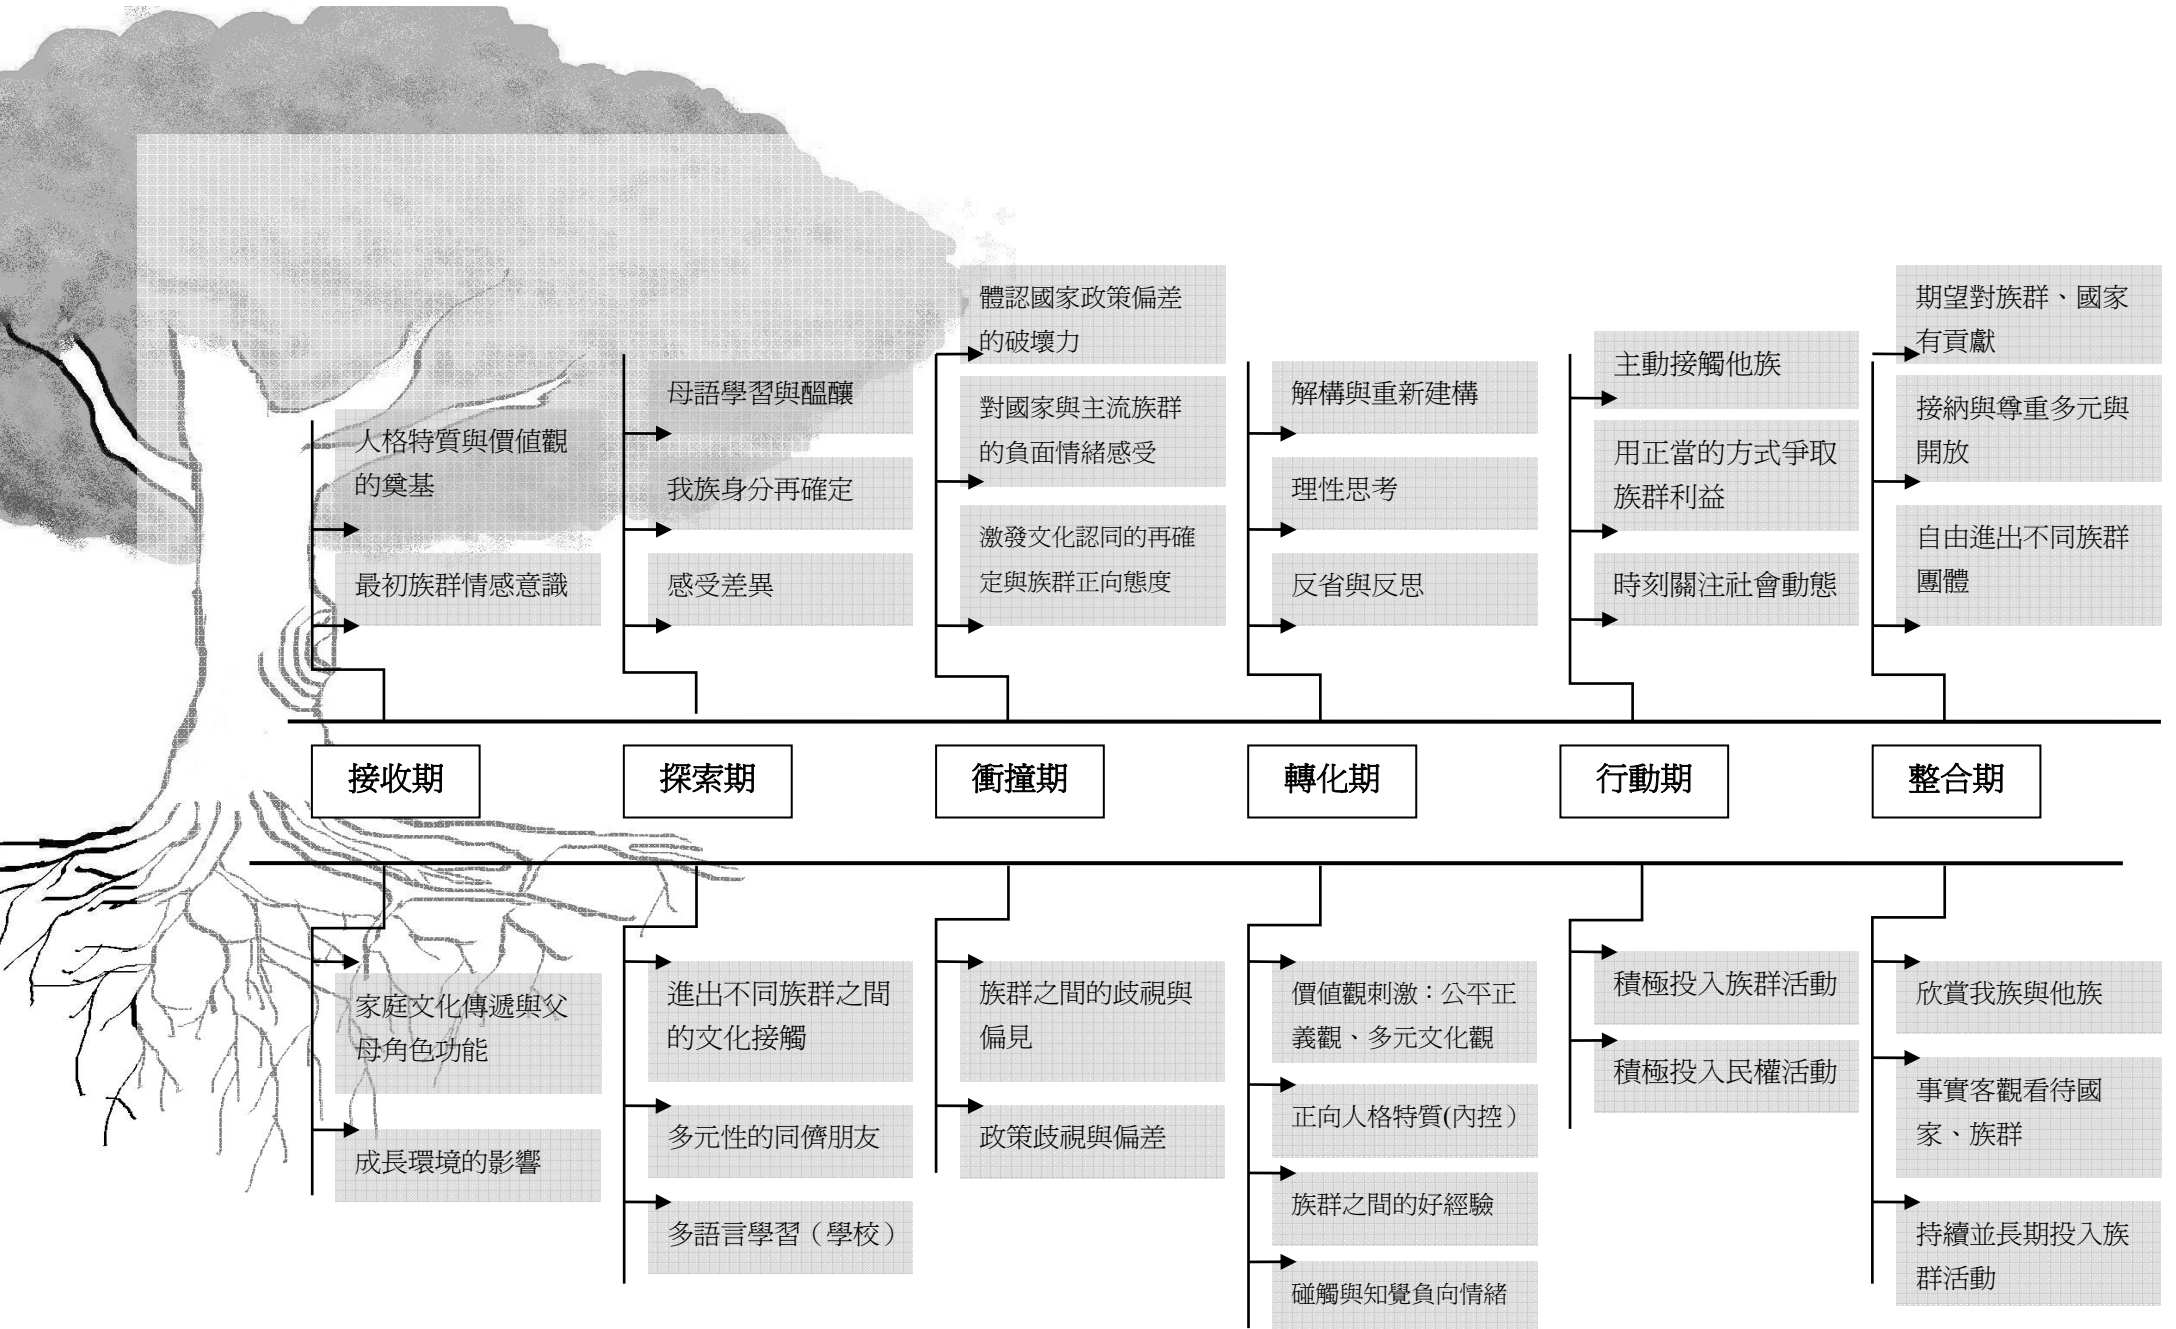 人格特質與價值觀
的奠基
最初族群情感意識
母語學習與醞釀
我族身分再確定
感受差異
體認國家政策偏差
的破壞力
對國家與主流族群
的負面情緒感受
激發文化認同的再確
定與族群正向態度
解構與重新建構
理性思考
反省與反思
主動接觸他族
用正當的方式爭取
族群利益
時刻關注社會動態
期望對族群、國家
有貢獻
接納與尊重多元與
開放
自由進出不同族群
團體
接收期
探索期
衝撞期
轉化期
行動期
整合期
家庭文化傳遞與父
母角色功能
成長環境的影響
進出不同族群之間
的文化接觸
多元性的同儕朋友
多語言學習（學校）
族群之間的歧視與
偏見
政策歧視與偏差
價值觀刺激：公平正
義觀、多元文化觀
正向人格特質(內控）
族群之間的好經驗
碰觸與知覺負向情緒
積極投入族群活動
積極投入民權活動
欣賞我族與他族
事實客觀看待國
家、族群
持續並長期投入族
群活動